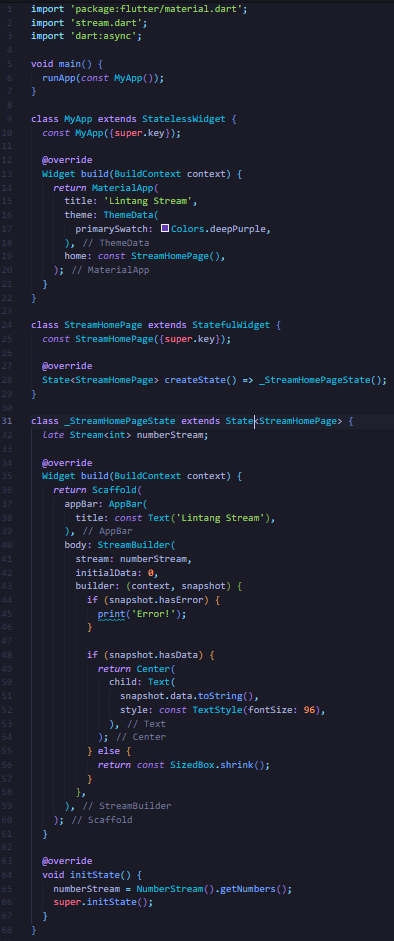 1 import 'package:flutter/material.dart';
2 import 'stream.dart';
3 import 'dart:async';
4
5 void main() {
6   runApp(const MyApp());
7 }
8
9 class MyApp extends StatelessWidget {
10   const MyApp({super.key});
11
12   @override
13   Widget build(BuildContext context) {
14     return MaterialApp(
15       title: 'Lintang Stream',
16       theme: ThemeData(
17         primarySwatch: Colors.deepPurple,
18       ), // ThemeData
19       home: const StreamHomePage(),
20     ); // MaterialApp
21   }
22 }
23
24 class StreamHomePage extends StatefulWidget {
25   const StreamHomePage({super.key});
26
27   @override
28   State<StreamHomePage> createState() => _StreamHomePageState();
29 }
30
31 class _StreamHomePageState extends State<StreamHomePage> {
32   late Stream<int> numberStream;
33
34   @override
35   Widget build(BuildContext context) {
36     return Scaffold(
37       appBar: AppBar(
38         title: const Text('Lintang Stream'),
39       ), // AppBar
40       body: StreamBuilder(
41         stream: numberStream,
42         initialData: 0,
43         builder: (context, snapshot) {
44           if (snapshot.hasError) {
45             print('Error!');
46           }
47
48           if (snapshot.hasData) {
49             return Center(
50               child: Text(
51                 snapshot.data.toString(),
52                 style: const TextStyle(fontSize: 96),
53               ), // Text
54             ); // Center
55           } else {
56             return const SizedBox.shrink();
57           }
58         },
59       ), // StreamBuilder
60     ); // Scaffold
61   }
62
63   @override
64   void initState() {
65     numberStream = NumberStream().getNumbers();
66     super.initState();
67   }
68 }